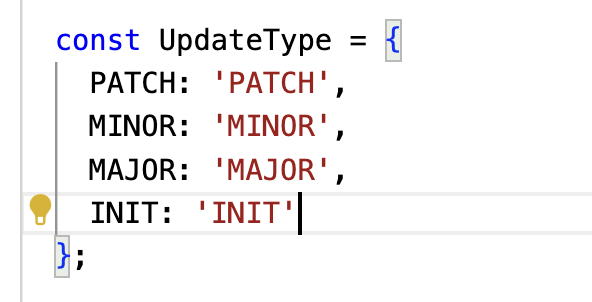 const UpdateType = {
  PATCH: 'PATCH',
  MINOR: 'MINOR',
  MAJOR: 'MAJOR',
  INIT: 'INIT'
};